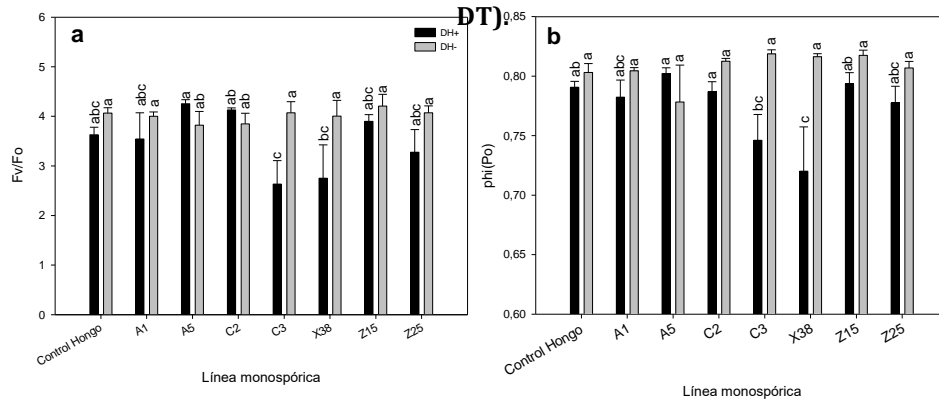 DT).
a
DH+
DH-
Fv/Fo
6
5
4
3
2
1
0
abc a abc a a ab ab ab c a bc a abc a abc a
Control Hongo A1 A5 C2 C3 X38 Z15 Z25
Línea monospórica
b
phi(Po)
0,85
0,80
0,75
0,70
0,65
0,60
ab a abc a a a a a bc a c a ab a abc a
Control Hongo A1 A5 C2 C3 X38 Z15 Z25
Línea monospórica